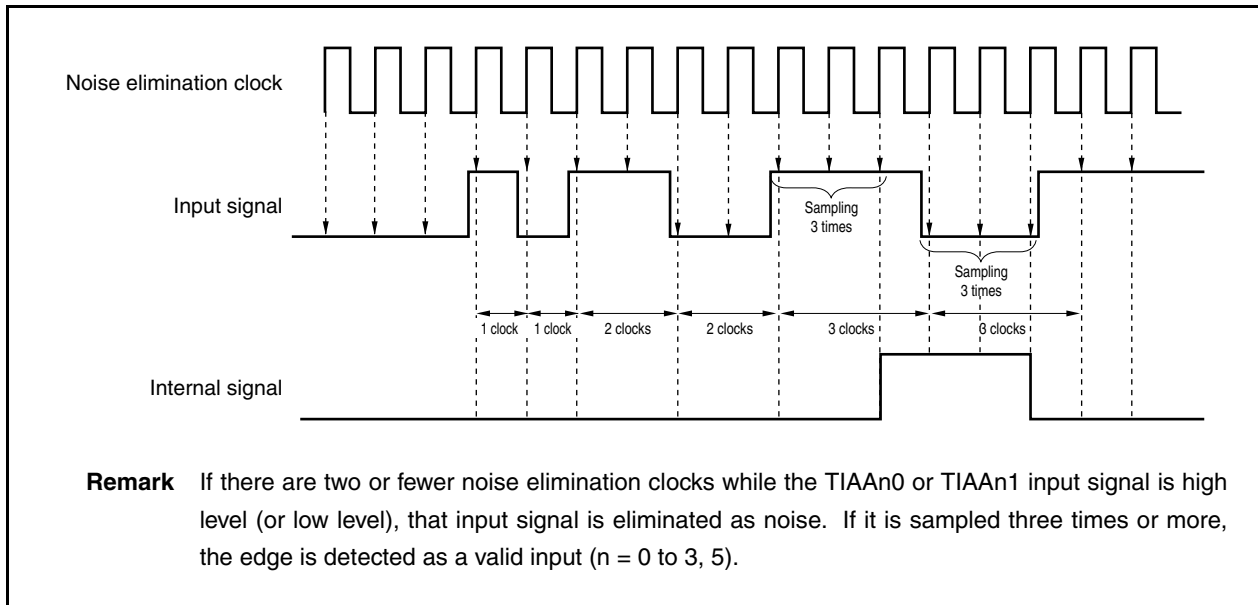 Noise elimination clock
Input signal
Sampling
3 times
Sampling
3 times
1 clock 1 clock 2 clocks 2 clocks 3 clocks 3 clocks
Internal signal
Remark If there are two or fewer noise elimination clocks while the TIAAn0 or TIAAn1 input signal is high
level (or low level), that input signal is eliminated as noise. If it is sampled three times or more,
the edge is detected as a valid input (n = 0 to 3, 5).